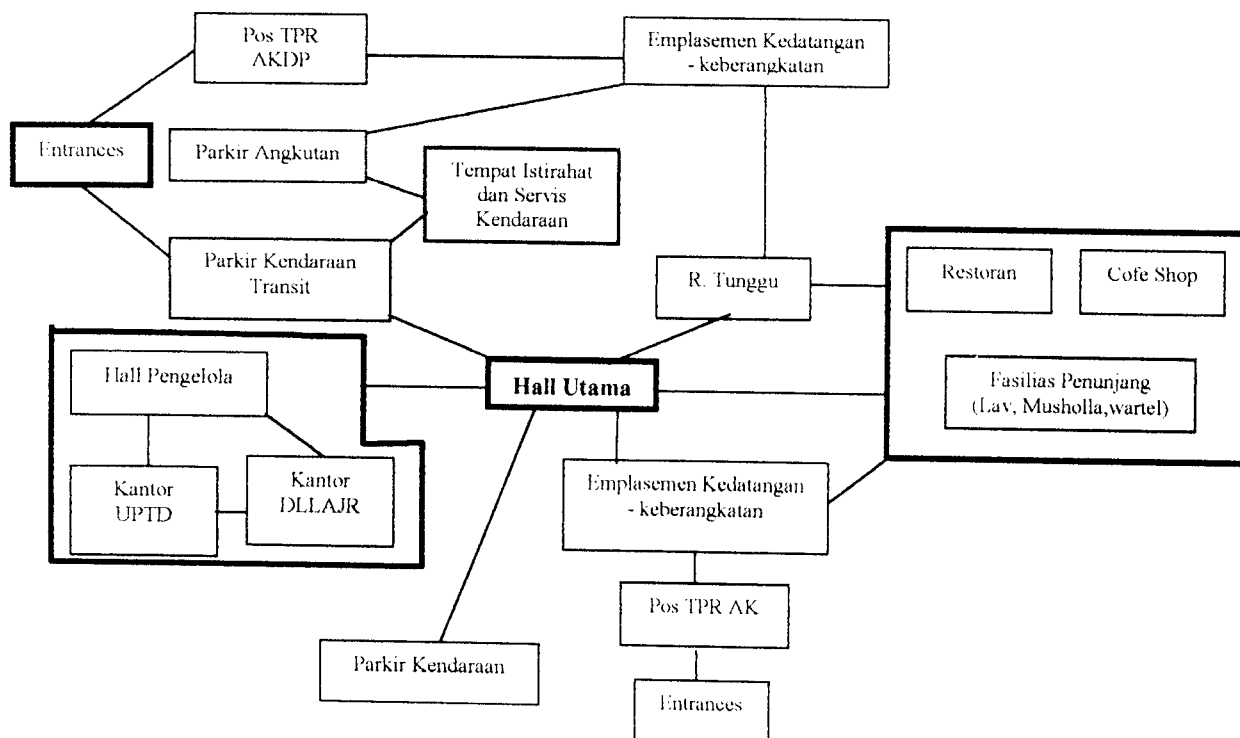 Pos TPR
AKDP
Emplasemen Kedatangan
- keberangkatan
Entrances
Parkir Angkutan
Tempat Istirahat
dan Servis
Kendaraan
Parkir Kendaraan
Transit
R. Tunggu
Restoran
Cofe Shop
Hall Pengelola
Hall Utama
Fasilias Penunjang
(Lav, Musholla,wartel)
Kantor
UPTD
Kantor
DLLAJR
Emplasemen Kedatangan
- keberangkatan
Pos TPR AK
Parkir Kendaraan
Entrances